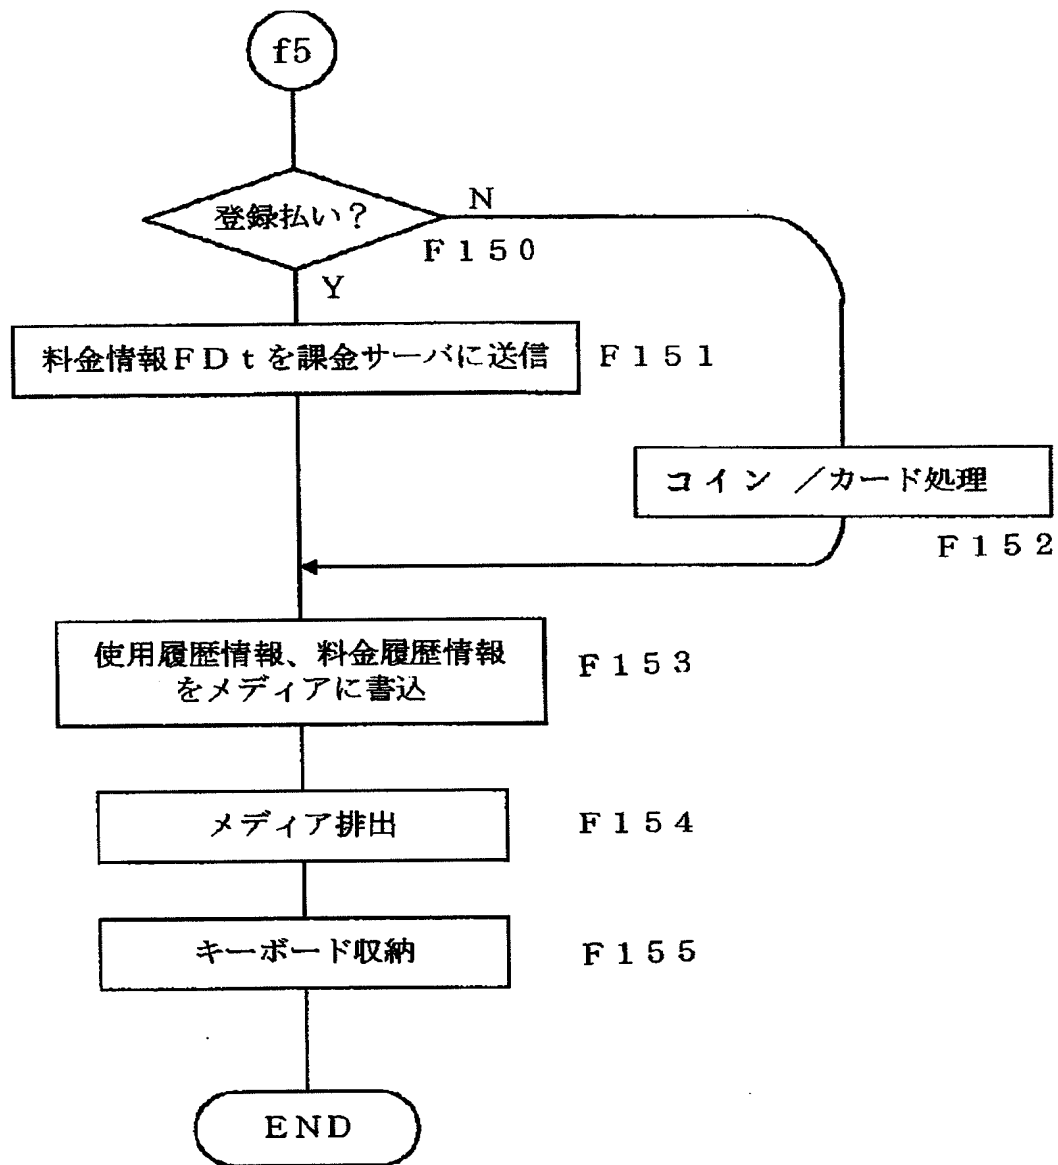 f5
登録払い？
N
F150
Y
料金情報FDtを課金サーバに送信
F151
コイン ／カード処理
F152
使用履歴情報、料金履歴情報
をメディアに書込
F153
メディア排出
F154
キーボード収納
F155
END